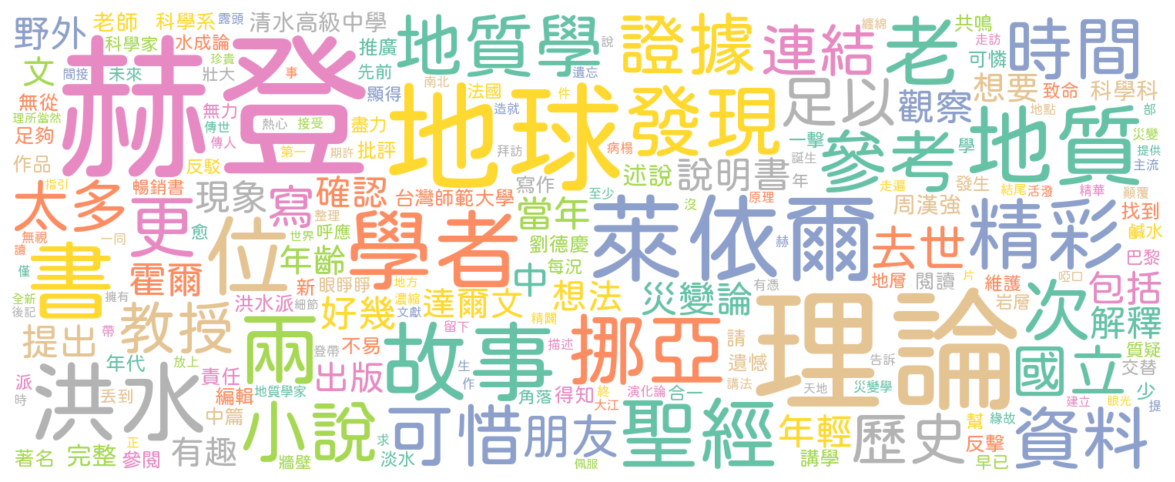 野外 老師 科學系 露頭 清水高級中學
科學家 水成論 推廣
文 珍貴 先前
間接 未來 壯大 事 顯得
赫登 地質學 證據 連結 老 時間
纏綿 共鳴
說 走訪 可憐
南北 遺忘
法國 件
足以 想要 致命 科學科
觀察 部
無從 無力 盡力 造就 地球 發現 一擊 學 地點 地質 災變
理所當然 傳世 熱心 接受 提供
足夠 傳人 批評 拜訪 病榻 參考 誕生 主流
作品 反駁 第一 期許 述說 說明書 年
指引 暢銷書 現象 寫 確認 台灣師範大學 寫作 至少 走遍 發生 結尾 活潑 精華 顛覆
太多 更 位 整理 當年 原理 周漢強 找到
無視 一同 愈 世界 呼應 學者 劉德慶 萊依爾 沒 赫 去世 精彩 鹹水
讀 書 年齡 中 每況 巴黎
僅 霍爾 新 眼睜睜 地方 地層 閱讀 片 啞口 維護 包括
全新 擁有 洪水派 細節 濃縮 達爾文 想法 災變論 有憑 岩層 次 解釋
後記 帶 好幾 文獻 精闢
提出 教授 兩 登帶 不易 留下 故事 描述 挪亞 請 理論 國立 質疑
年代 遺憾 告訴 交替
派 丟到 責任 地質學家 出版 生 角落 得知 演化論 合一 講法 天地 災變學 少
時 編輯 作 終 建立 眼光 提
洪水 中篇 小說 可惜 大江 朋友 聖經 年輕 歷史 幫 緣故 資料
正 求 反擊
著名 完整 參閱 有趣 牆壁 淡水 佩服 講學 早已